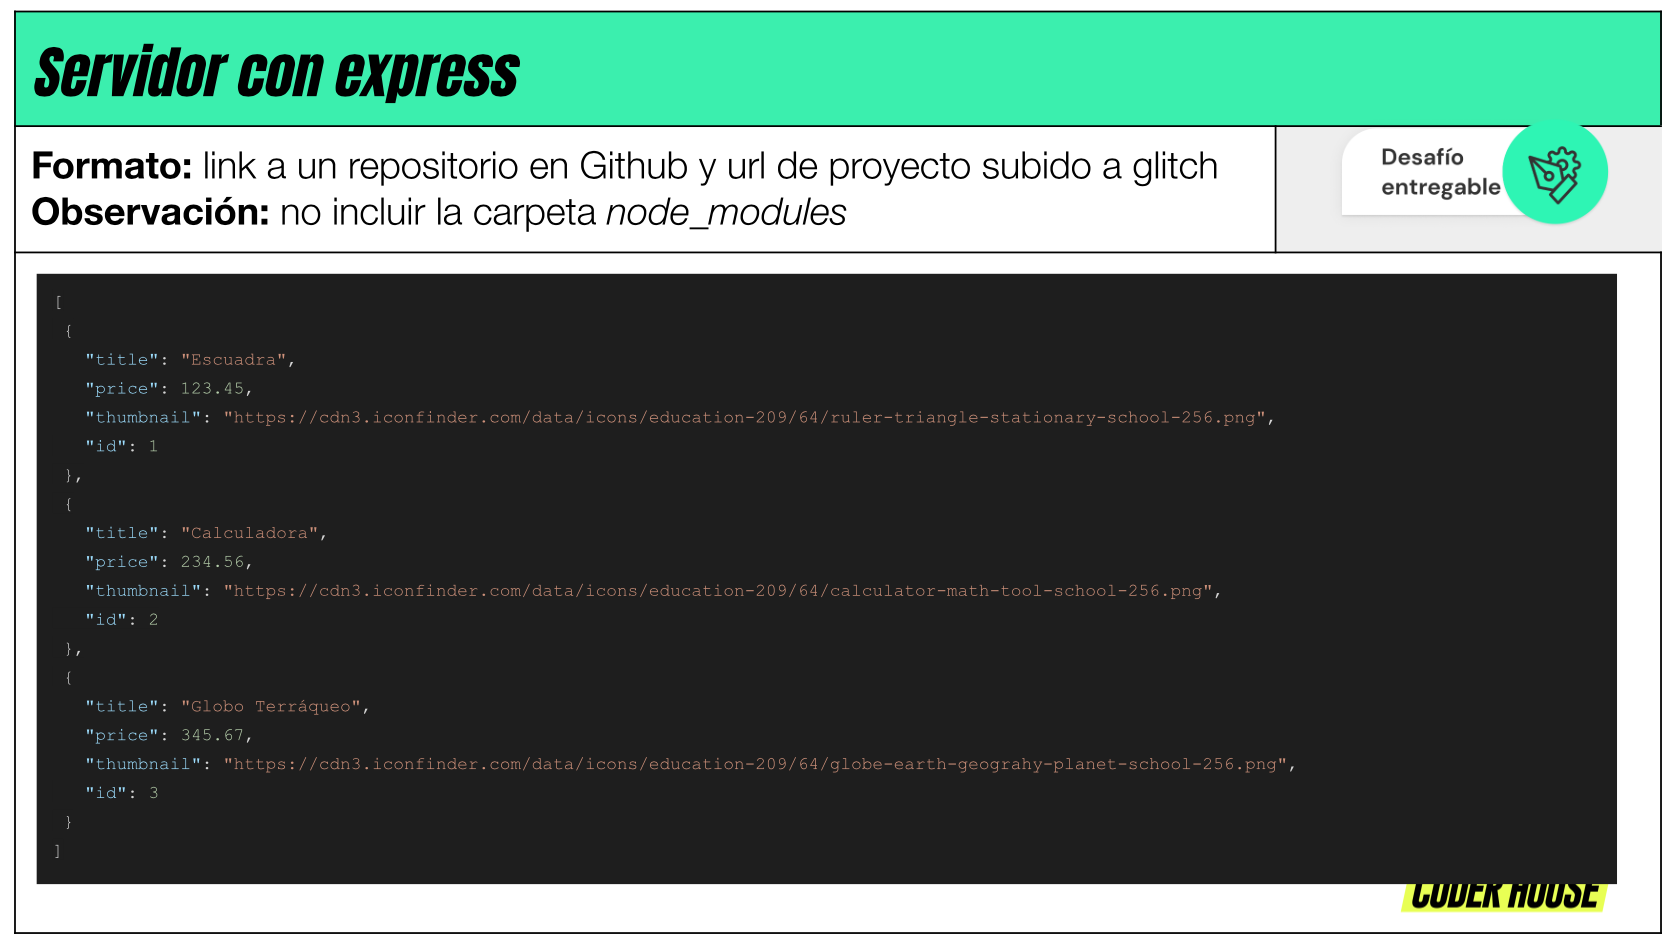 Servidor con express
Formato: link a un repositorio en Github y url de proyecto subido a glitch
Observación: no incluir la carpeta node_modules
Desafío
entregable
[
{
"title": "Escuadra",
"price": 123.45,
"thumbnail": "https://cdn3.iconfinder.com/data/icons/education-209/64/ruler-triangle-stationary-school-256.png",
"id": 1
},
{
"title": "Calculadora",
"price": 234.56,
"thumbnail": "https://cdn3.iconfinder.com/data/icons/education-209/64/calculator-math-tool-school-256.png",
"id": 2
},
{
"title": "Globo Terráqueo",
"price": 345.67,
"thumbnail": "https://cdn3.iconfinder.com/data/icons/education-209/64/globe-earth-geograhy-planet-school-256.png",
"id": 3
}
]
CODER HOUSE